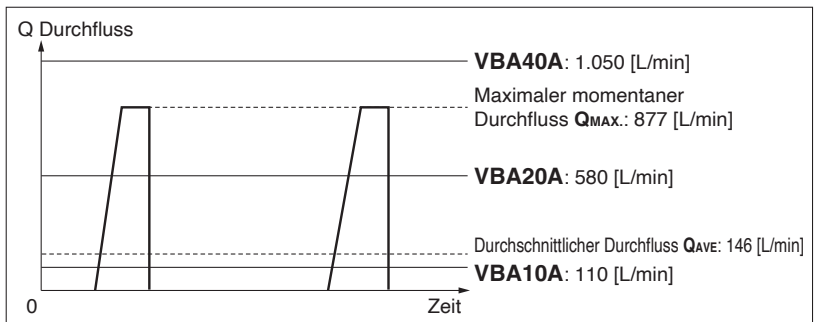 Q Durchfluss
VBA40A: 1.050 [L/min]
Maximaler momentaner
Durchfluss QMAX.: 877 [L/min]
VBA20A: 580 [L/min]
Durchschnittlicher Durchfluss QAVE: 146 [L/min]
VBA10A: 110 [L/min]
0
Zeit